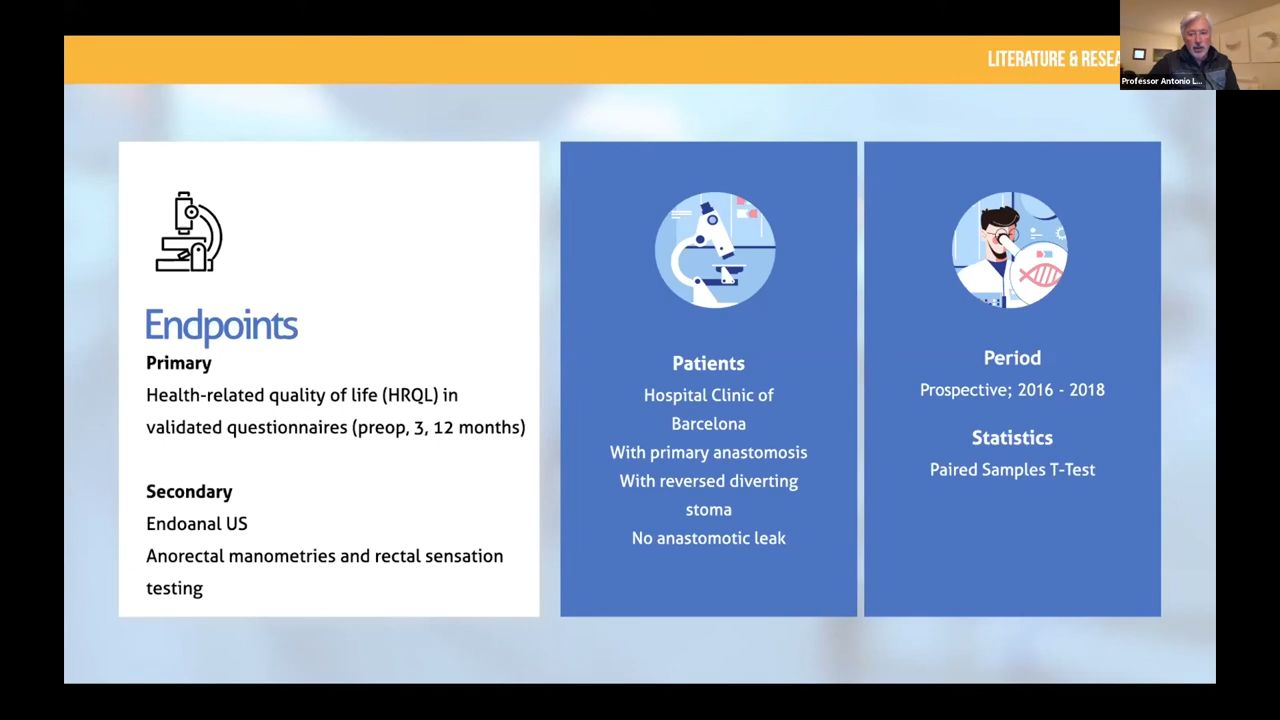 LITERATURE & RESEA
Professor Antonio L...
Endpoints
Primary
Health-related quality of life (HRQL) in
validated questionnaires (preop, 3, 12 months)
Secondary
Endoanal US
Anorectal manometries and rectal sensation
testing
Patients
Hospital Clinic of
Barcelona
With primary anastomosis
With reversed diverting
stoma
No anastomotic leak
Period
Prospective; 2016 - 2018
Statistics
Paired Samples T-Test